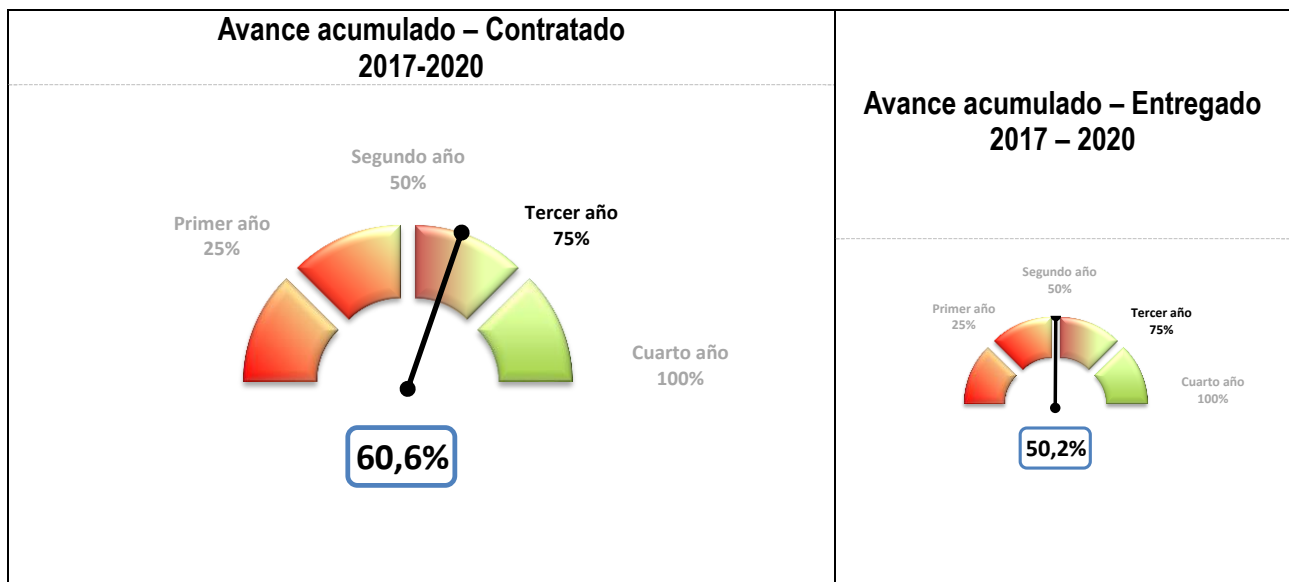 Avance acumulado – Contratado
2017-2020
Segundo año
50%
Primer año
25%
Tercer año
75%
Cuarto año
100%
60,6%
Avance acumulado – Entregado
2017 – 2020
Segundo año
50%
Primer año
25%
Tercer año
75%
Cuarto año
100%
50,2%